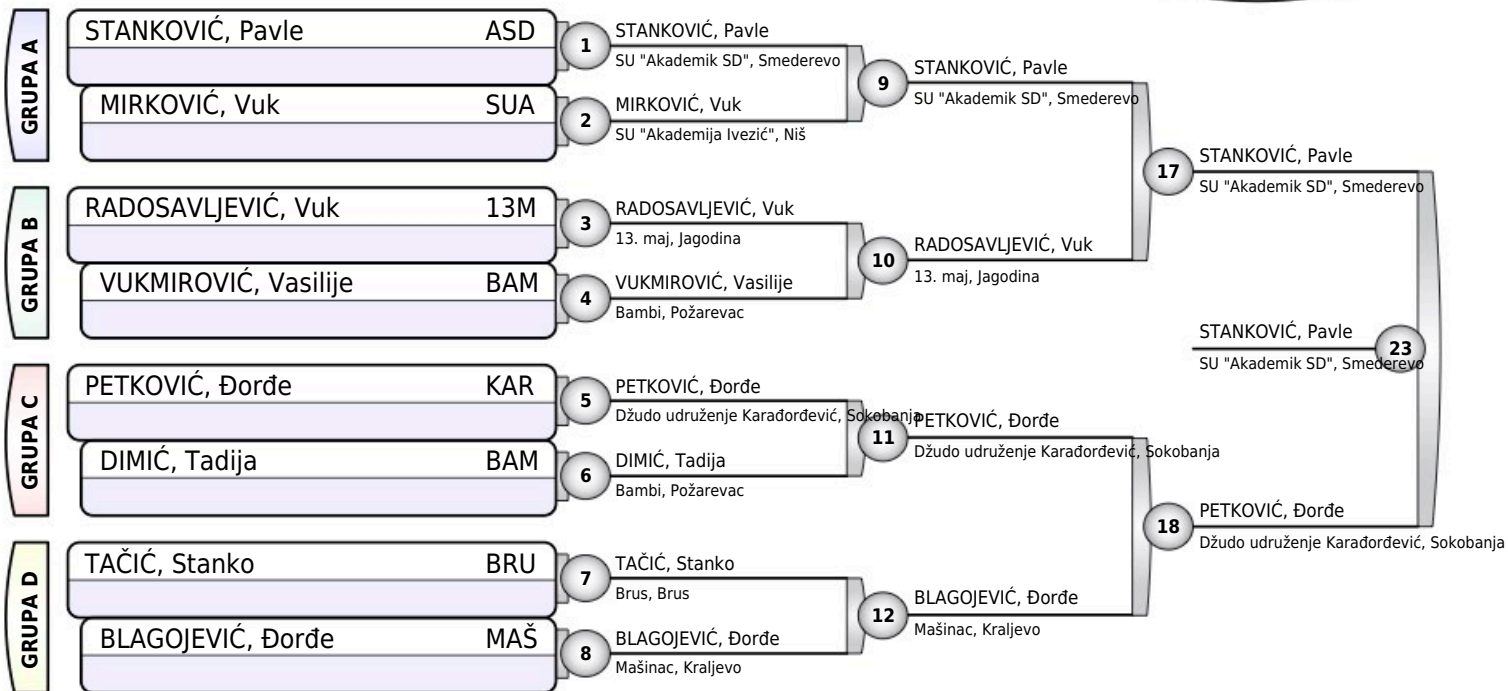 GRUPA A
STANKOVIĆ, Pavle ASD
MIRKOVIĆ, Vuk SUA
1
STANKOVIĆ, Pavle
SU "Akademik SD", Smederevo
2
MIRKOVIĆ, Vuk
SU "Akademija Ivezić", Niš
9
STANKOVIĆ, Pavle
SU "Akademik SD", Smederevo
GRUPA B
RADOSAVLJEVIĆ, Vuk 13M
VUKMIROVIĆ, Vasilije BAM
3
RADOSAVLJEVIĆ, Vuk
13. maj, Jagodina
4
VUKMIROVIĆ, Vasilije
Bambi, Požarevac
10
RADOSAVLJEVIĆ, Vuk
13. maj, Jagodina
17
STANKOVIĆ, Pavle
SU "Akademik SD", Smederevo
GRUPA C
PETKOVIĆ, Đorđe KAR
DIMIĆ, Tadija BAM
5
PETKOVIĆ, Đorđe
Džudo udruženje Karađorđević, Sokobanja
6
DIMIĆ, Tadija
Bambi, Požarevac
11
PETKOVIĆ, Đorđe
Džudo udruženje Karađorđević, Sokobanja
GRUPA D
TAČIĆ, Stanko BRU
BLAGOJEVIĆ, Đorđe MAŠ
7
TAČIĆ, Stanko
Brus, Brus
8
BLAGOJEVIĆ, Đorđe
Mašinac, Kraljevo
12
BLAGOJEVIĆ, Đorđe
Mašinac, Kraljevo
18
PETKOVIĆ, Đorđe
Džudo udruženje Karađorđević, Sokobanja
STANKOVIĆ, Pavle
SU "Akademik SD", Smederevo
23